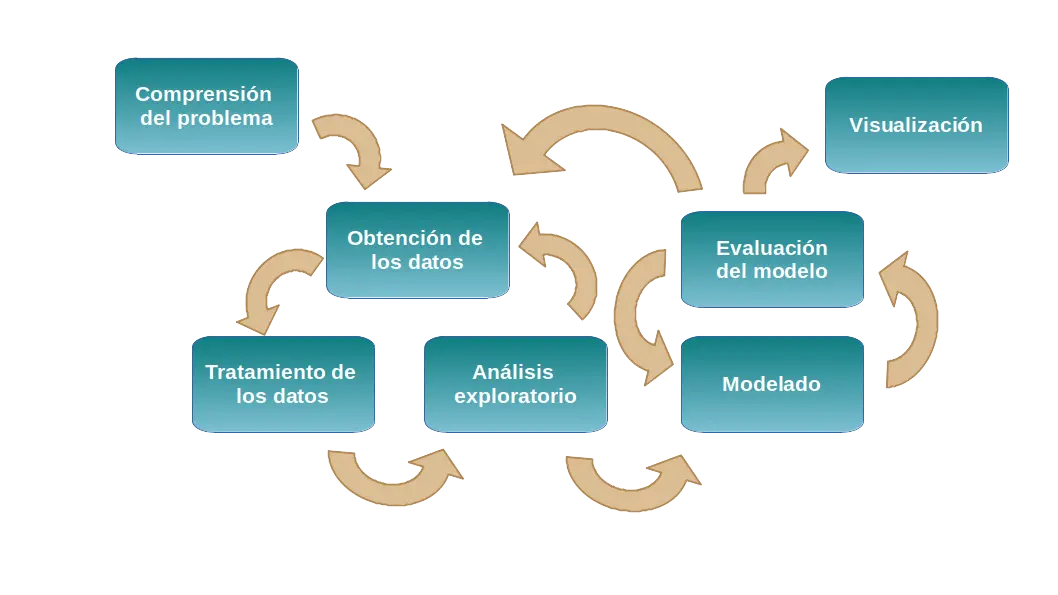 Comprensión
del problema
Visualización
Obtención de
los datos
Evaluación
del modelo
Tratamiento de
los datos
Análisis
exploratorio
Modelado